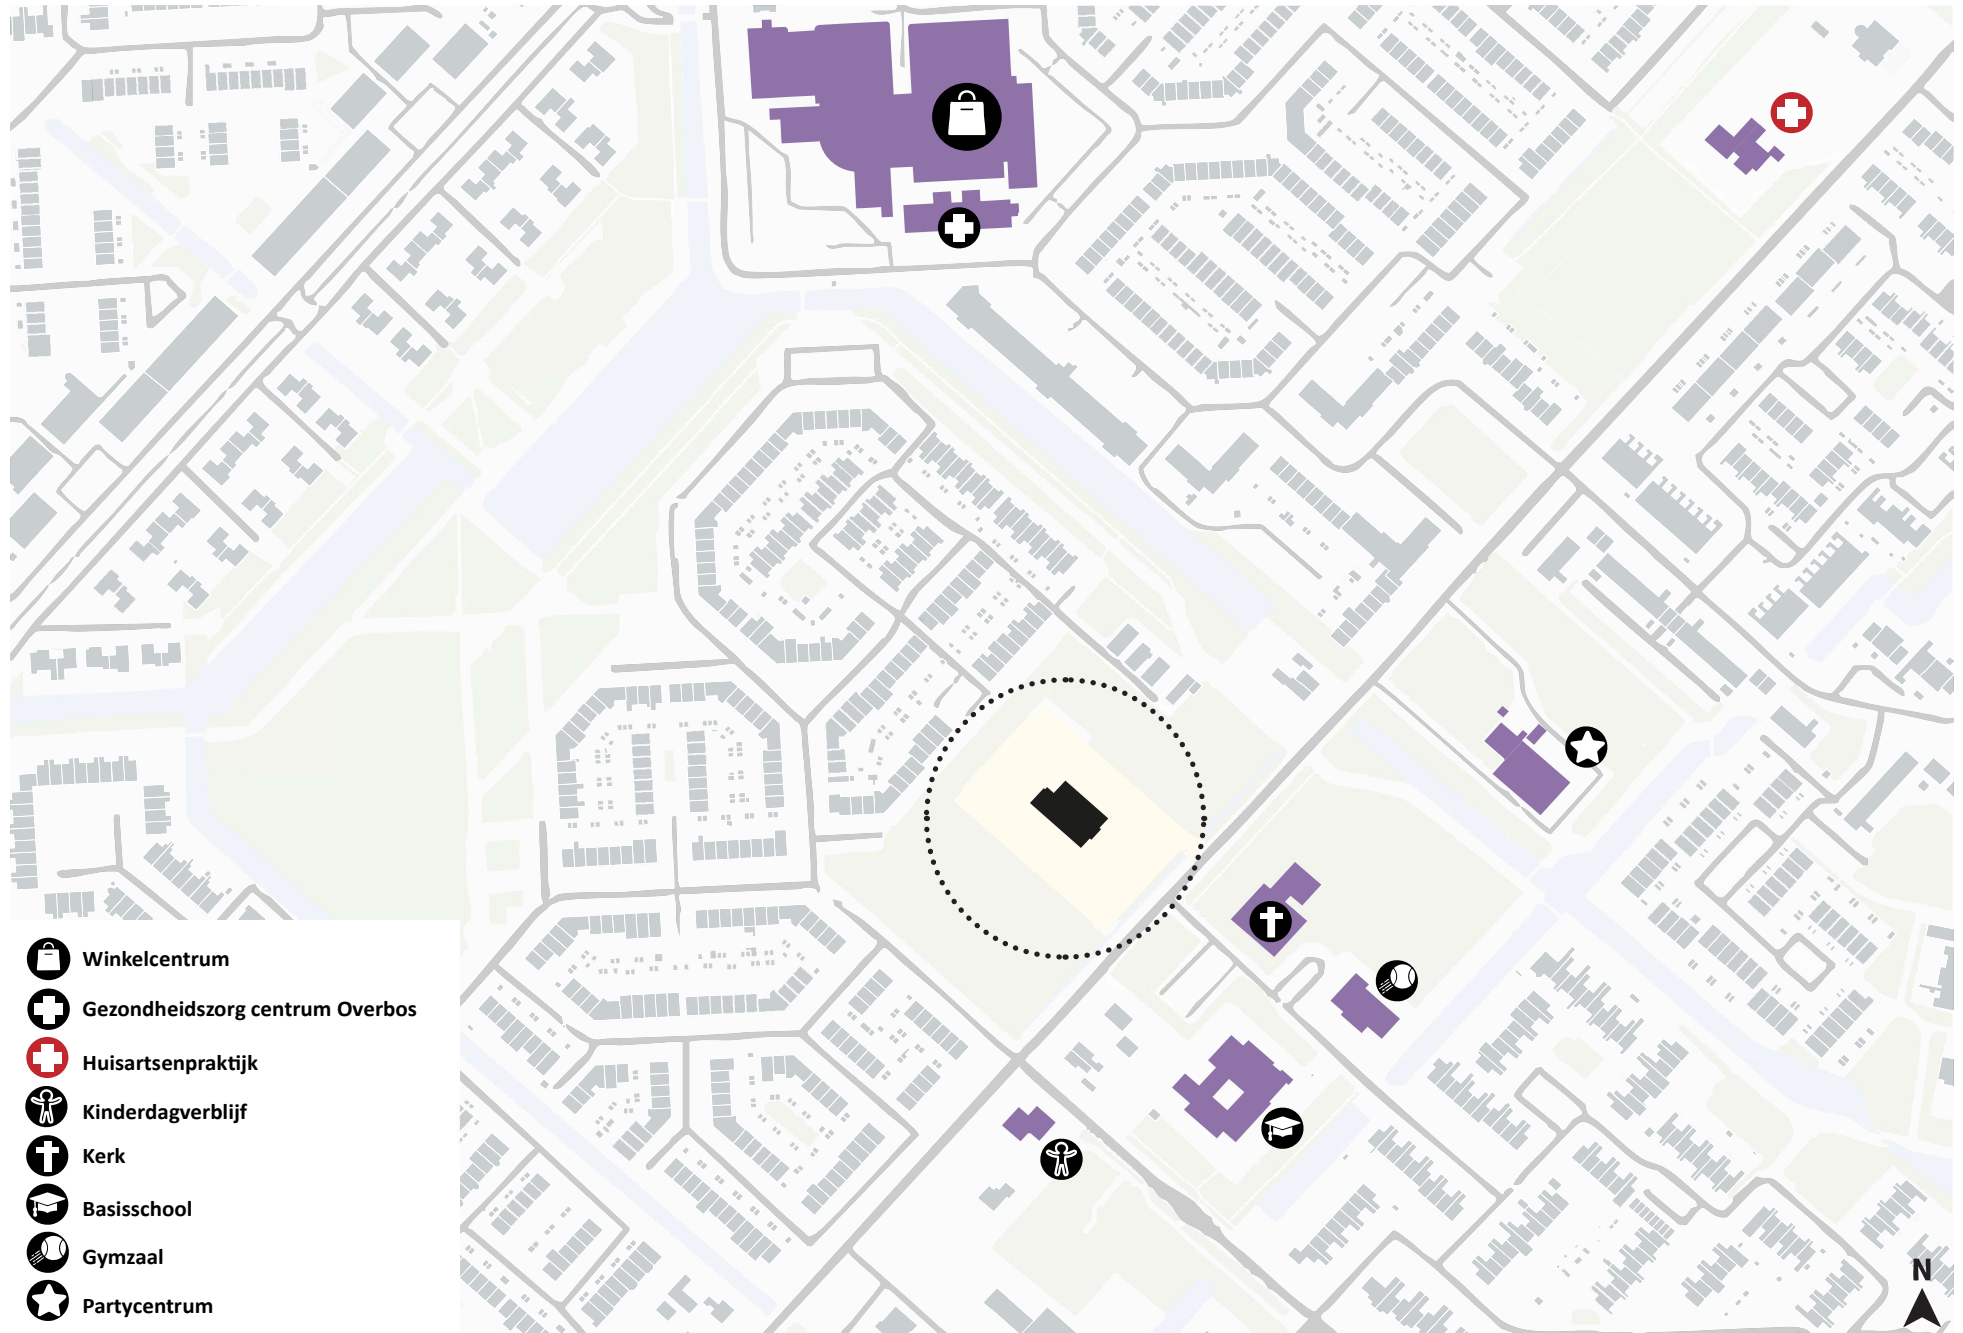 Winkelcentrum
Gezondheidszorg centrum Overbos
Huisartsenpraktijk
Kinderdagverblijf
Kerk
Basisschool
Gymzaal
Partycentrum
N